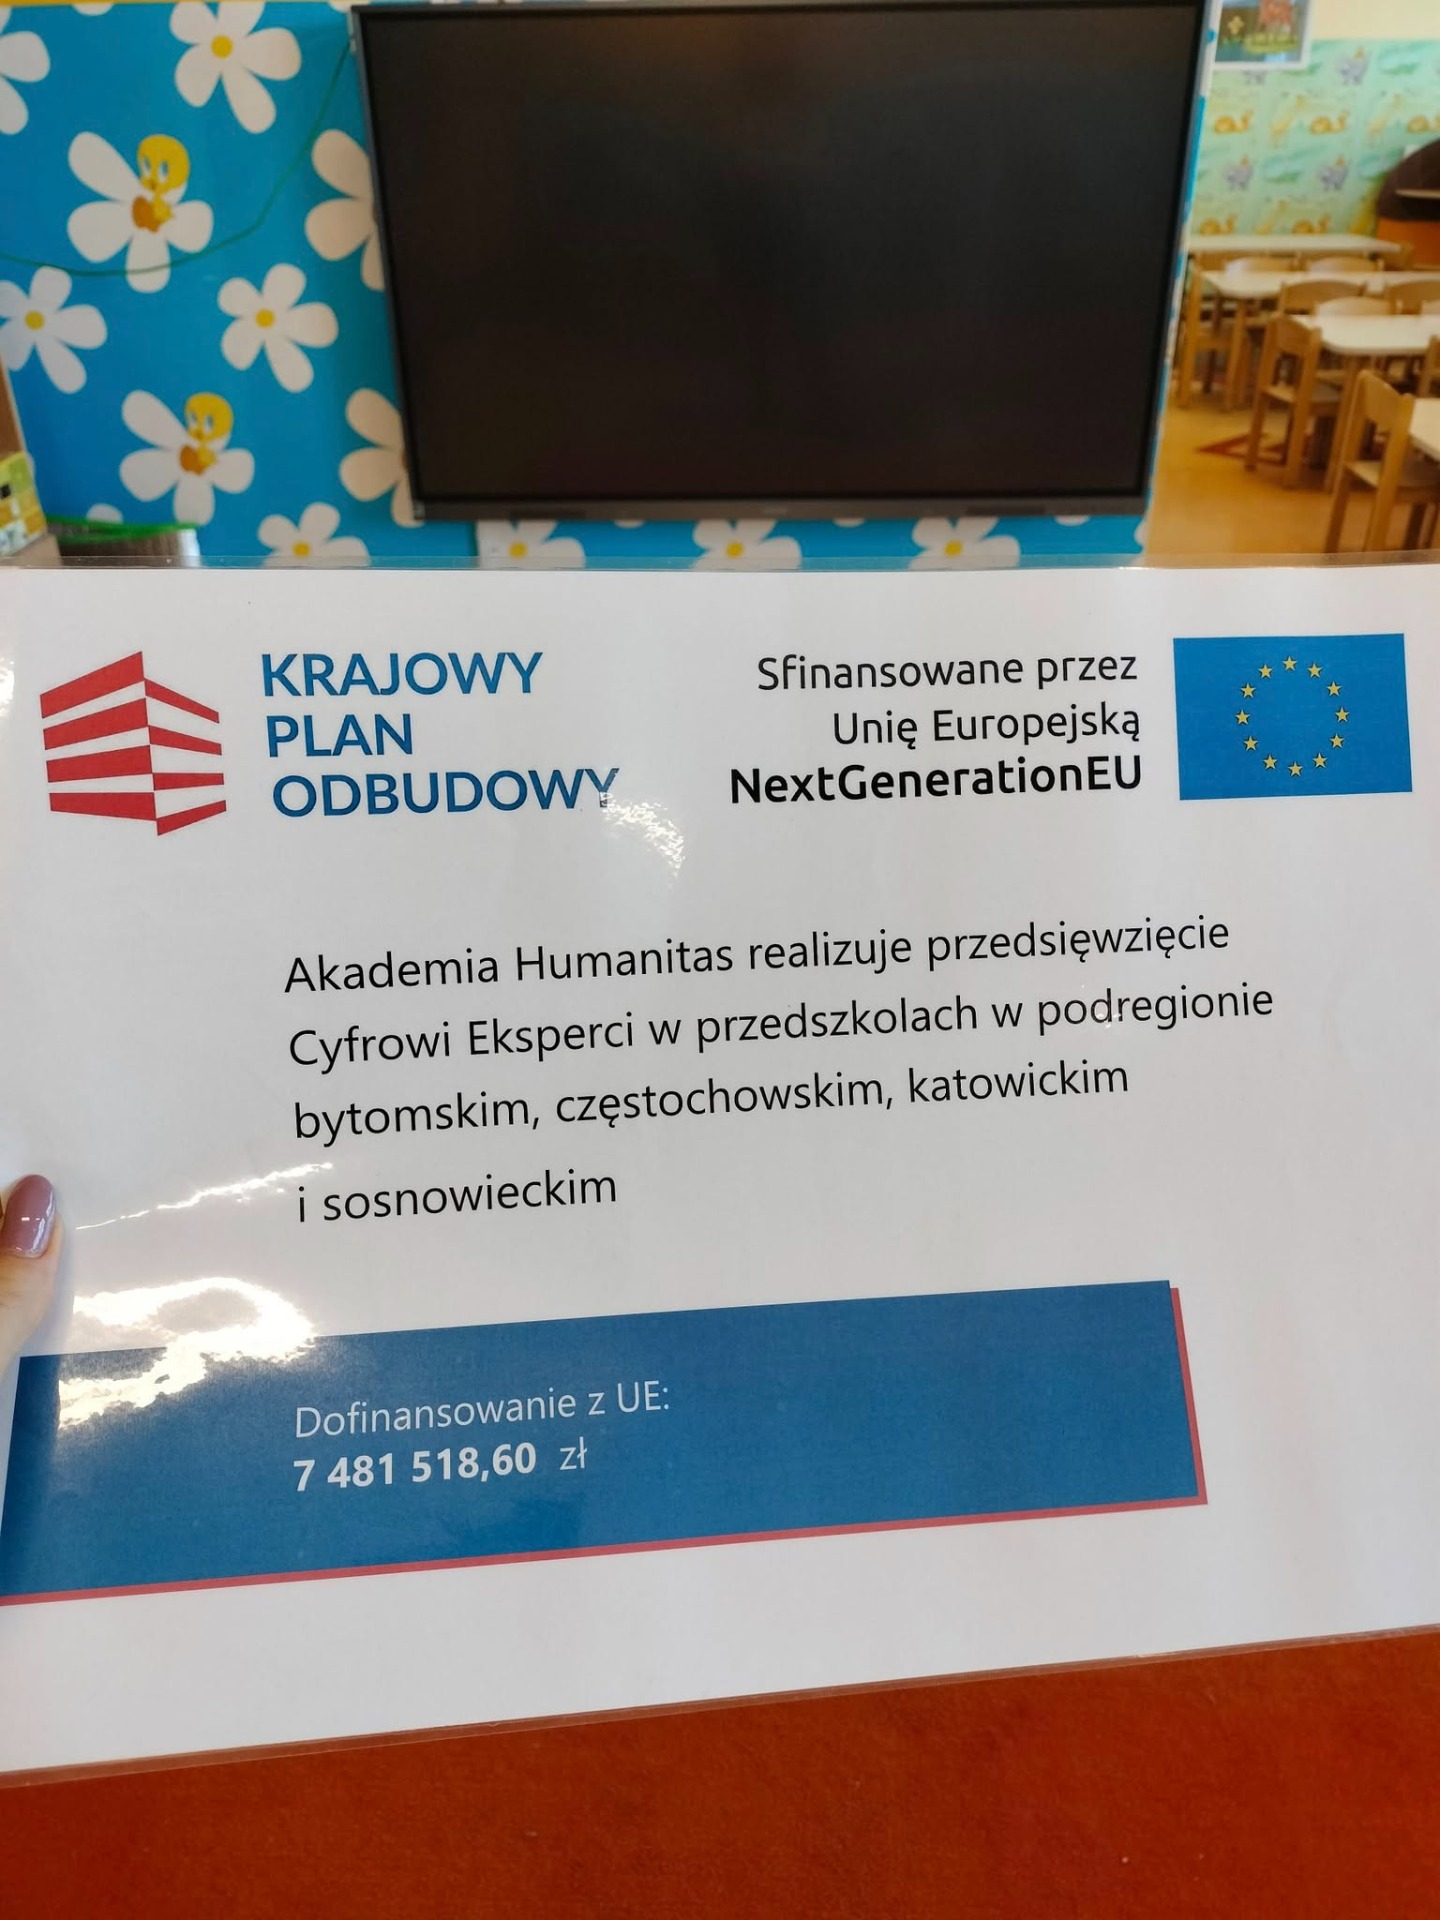 KRAJOWY
PLAN
ODBUDOWY
Sfinansowane przez
Unię Europejską
NextGenerationEU
Akademia Humanitas realizuje przedsięwzięcie
Cyfrowi Eksperci w przedszkolach w podregionie
bytomskim, częstochowskim, katowickim
i sosnowieckim
Dofinansowanie z UE:
7 481 518,60 zł